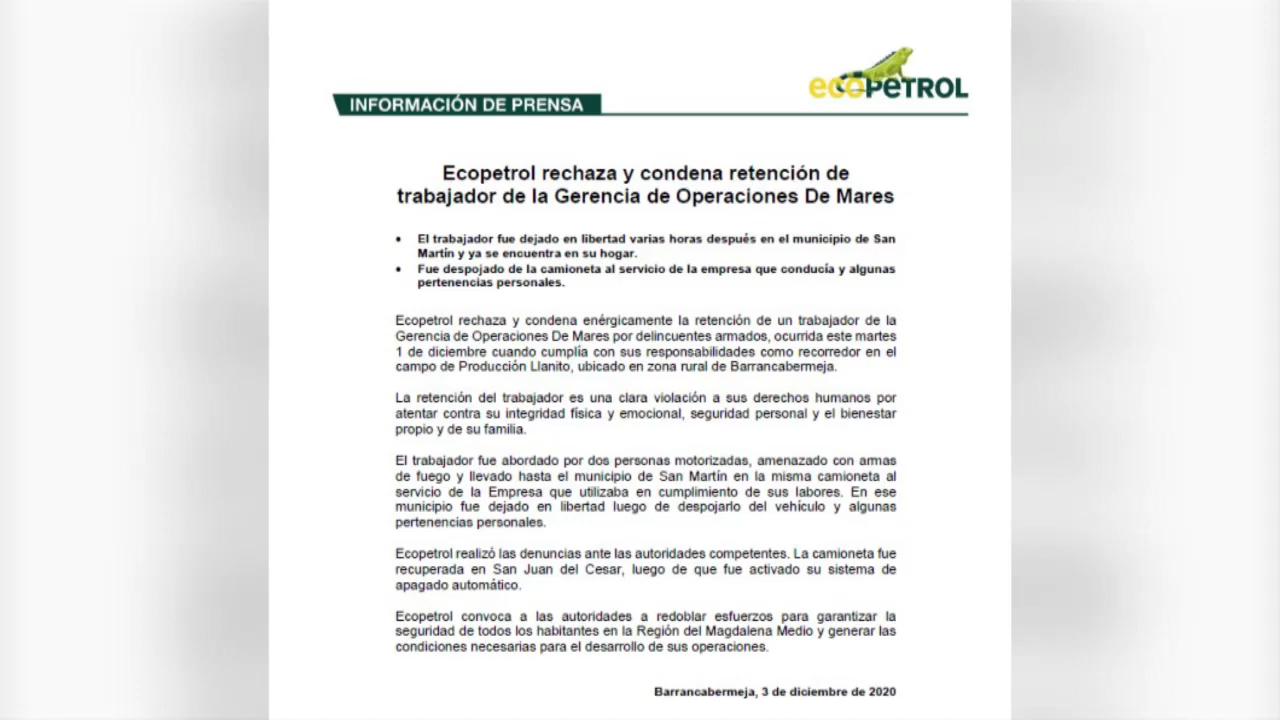 ecopetrol
INFORMACIÓN DE PRENSA
Ecopetrol rechaza y condena retención de
trabajador de la Gerencia de Operaciones De Mares
• El trabajador fue dejado en libertad varias horas después en el municipio de San
Martín y ya se encuentra en su hogar.
• Fue despojado de la camioneta al servicio de la empresa que conducía y algunas
pertenencias personales.
Ecopetrol rechaza y condena enérgicamente la retención de un trabajador de la
Gerencia de Operaciones De Mares por delincuentes armados, ocurrida este martes
1 de diciembre cuando cumplía con sus responsabilidades como recorredor en el
campo de Producción Llanito, ubicado en zona rural de Barrancabermeja.
La retención del trabajador es una clara violación a sus derechos humanos por
atentar contra su integridad física y emocional, seguridad personal y el bienestar
propio y de su familia.
El trabajador fue abordado por dos personas motorizadas, amenazado con armas
de fuego y llevado hasta el municipio de San Martín en la misma camioneta al
servicio de la Empresa que utilizaba en cumplimiento de sus labores. En ese
municipio fue dejado en libertad luego de despojarlo del vehículo y algunas
pertenencias personales.
Ecopetrol realizó las denuncias ante las autoridades competentes. La camioneta fue
recuperada en San Juan del Cesar, luego de que fue activado su sistema de
apagado automático.
Ecopetrol convoca a las autoridades a redoblar esfuerzos para garantizar la
seguridad de todos los habitantes en la Región del Magdalena Medio y generar las
condiciones necesarias para el desarrollo de sus operaciones.
Barrancabermeja, 3 de diciembre de 2020